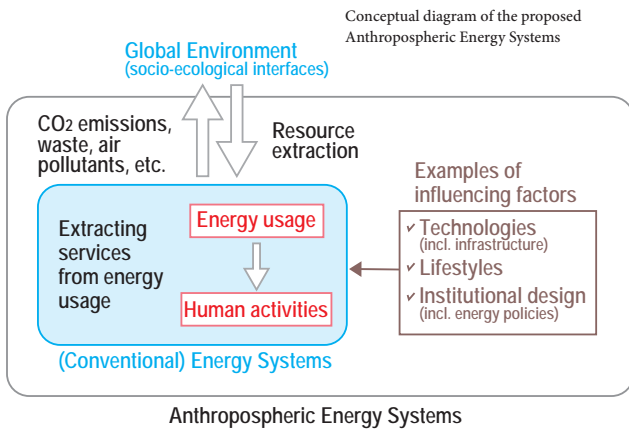 Conceptual diagram of the proposed
Anthropospheric Energy Systems
Global Environment
(socio-ecological interfaces)
CO2 emissions,
waste, air
pollutants, etc.
Resource
extraction
Examples of
influencing factors
✓ Technologies
(incl. infrastructure)
✓ Lifestyles
✓ Institutional design
(incl. energy policies)
Extracting
services
from energy
usage
Energy usage
Human activities
(Conventional) Energy Systems
Anthropospheric Energy Systems